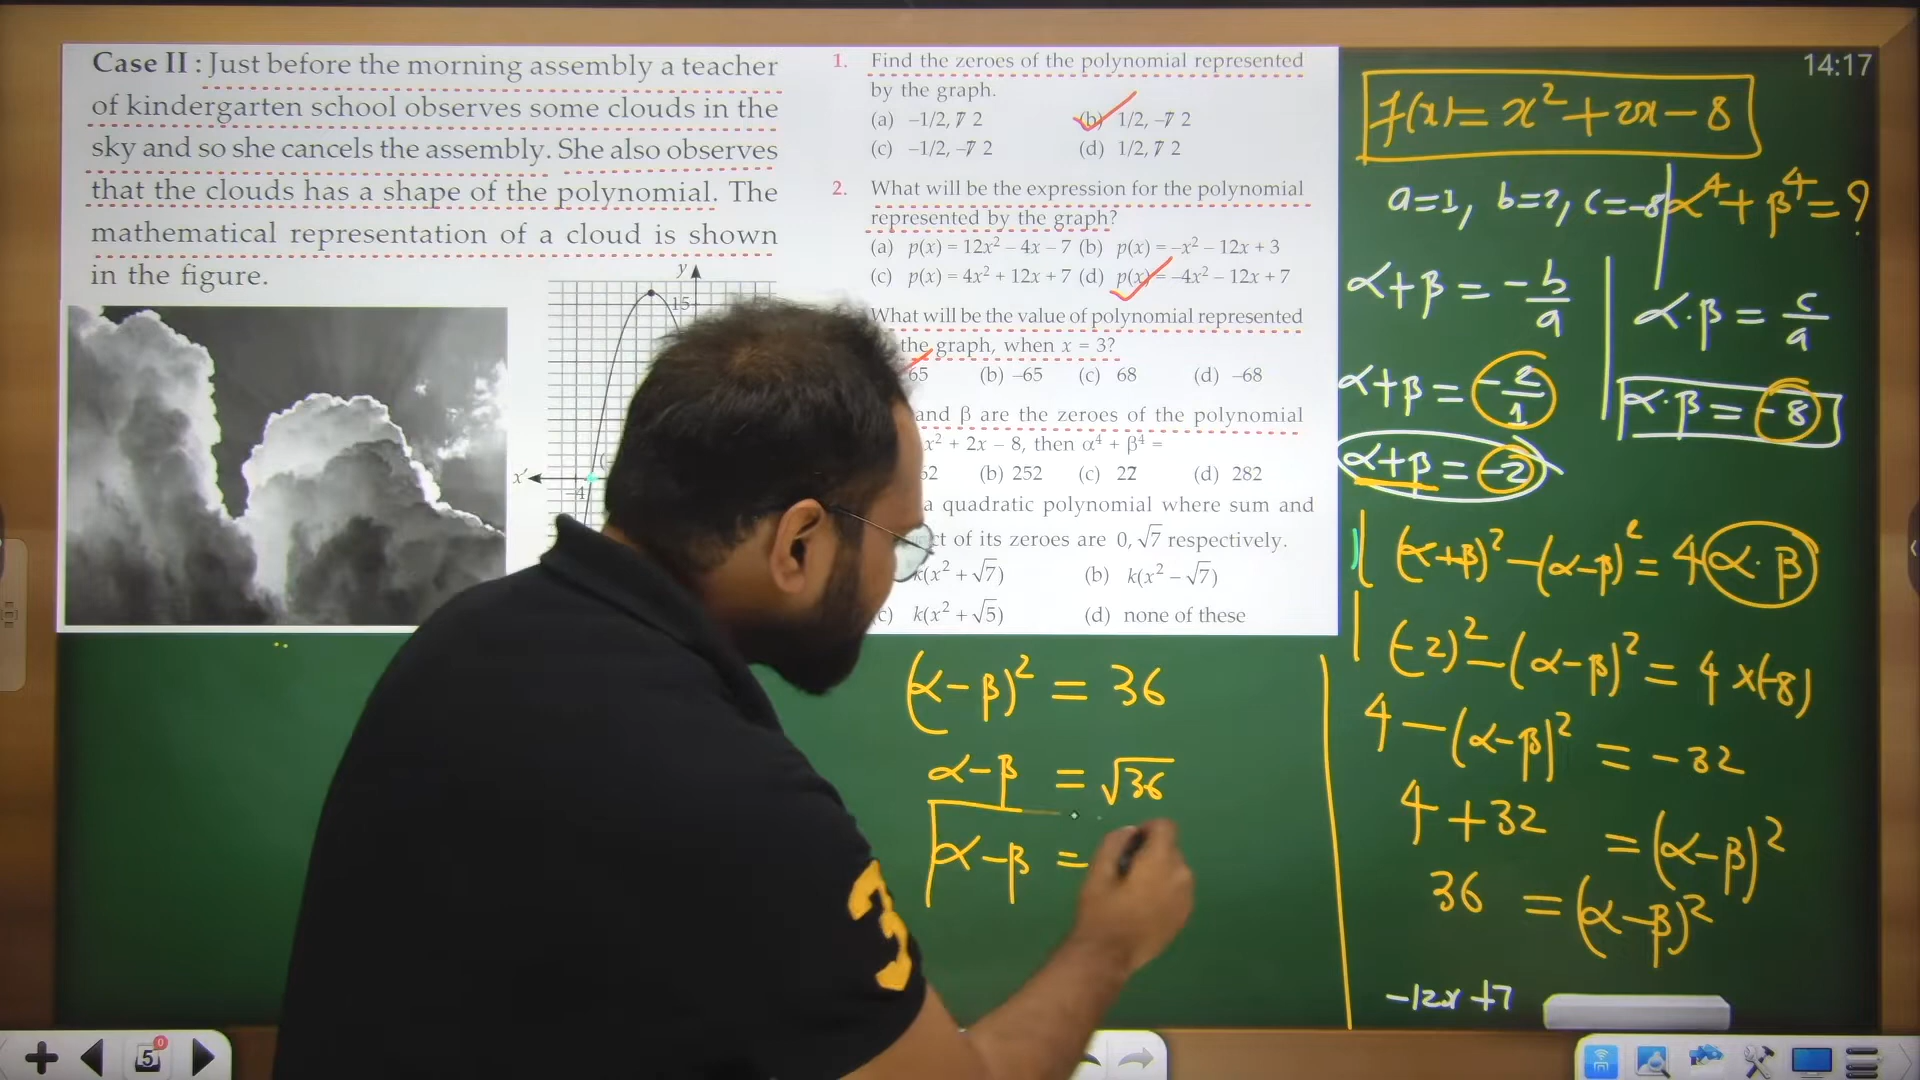 Case II : Just before the morning assembly a teacher
of kindergarten school observes some clouds in the
sky and so she cancels the assembly. She also observes
that the clouds has a shape of the polynomial. The
mathematical representation of a cloud is shown
in the figure.
y
15
x′
–4
1. Find the zeroes of the polynomial represented
by the graph.
(a) –1/2, 7 2 (b) 1/2, –7 2
(c) –1/2, –7 2 (d) 1/2, 7 2
2. What will be the expression for the polynomial
represented by the graph?
(a) p(x) = 12x² – 4x – 7 (b) p(x) = –x² – 12x + 3
(c) p(x) = 4x² + 12x + 7 (d) p(x) = –4x² – 12x + 7
What will be the value of polynomial represented
the graph, when x = 3?
65 (b) –65 (c) 68 (d) –68
and β are the zeroes of the polynomial
x² + 2x – 8, then α⁴ + β⁴ =
(b) 252 (c) 22 (d) 282
a quadratic polynomial where sum and
of its zeroes are 0, √7 respectively.
k(x² + √7) (b) k(x² – √7)
c) k(x² + √5) (d) none of these
(α-β)² = 36
α-β = √36
α-β =
14:17
f(x) = x² + 2x - 8
a=1, b=2, c=-8
α⁴ + β⁴ = ?
α+β = -b/a
α·β = c/a
α+β = -2/1
α·β = -8
α+β = -2
(α+β)² - (α-β)² = 4α·β
(-2)² - (α-β)² = 4×(-8)
4 - (α-β)² = -32
4+32 = (α-β)²
36 = (α-β)²
-12x+7
5
0
3